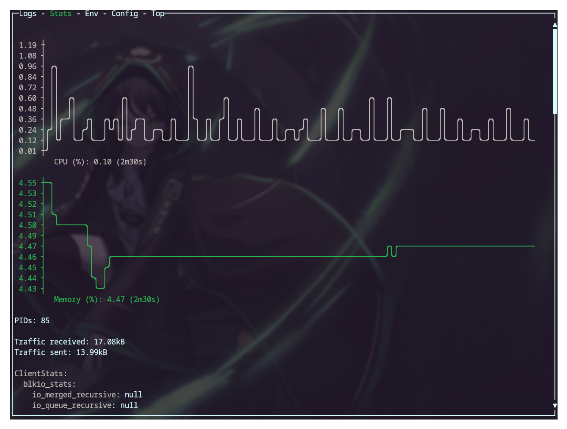 Logs - Stats - Env - Config - Top
1.19
1.08
0.96
0.84
0.72
0.60
0.48
0.36
0.24
0.12
0.01
CPU (%): 0.10 (2m30s)
4.55
4.53
4.52
4.51
4.50
4.49
4.47
4.46
4.45
4.44
4.43
Memory (%): 4.47 (2m30s)
PIDs: 85
Traffic received: 17.08kB
Traffic sent: 13.99kB
ClientStats:
blkio_stats:
io_merged_recursive: null
io_queue_recursive: null